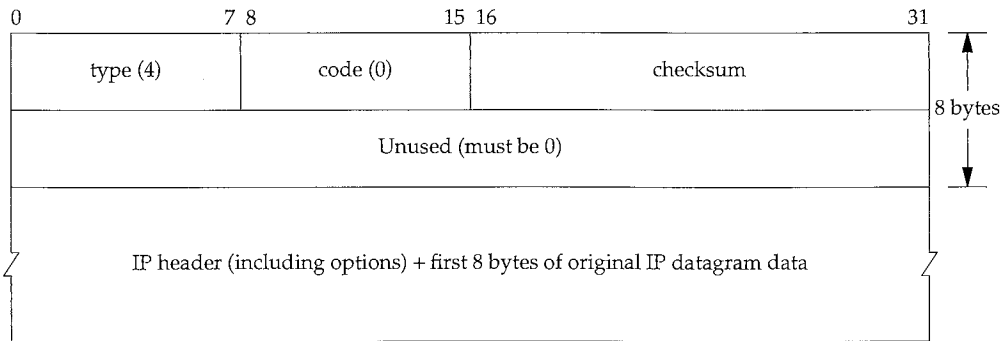 0 7 8 15 16 31
type (4) code (0) checksum
8 bytes
Unused (must be 0)
IP header (including options) + first 8 bytes of original IP datagram data